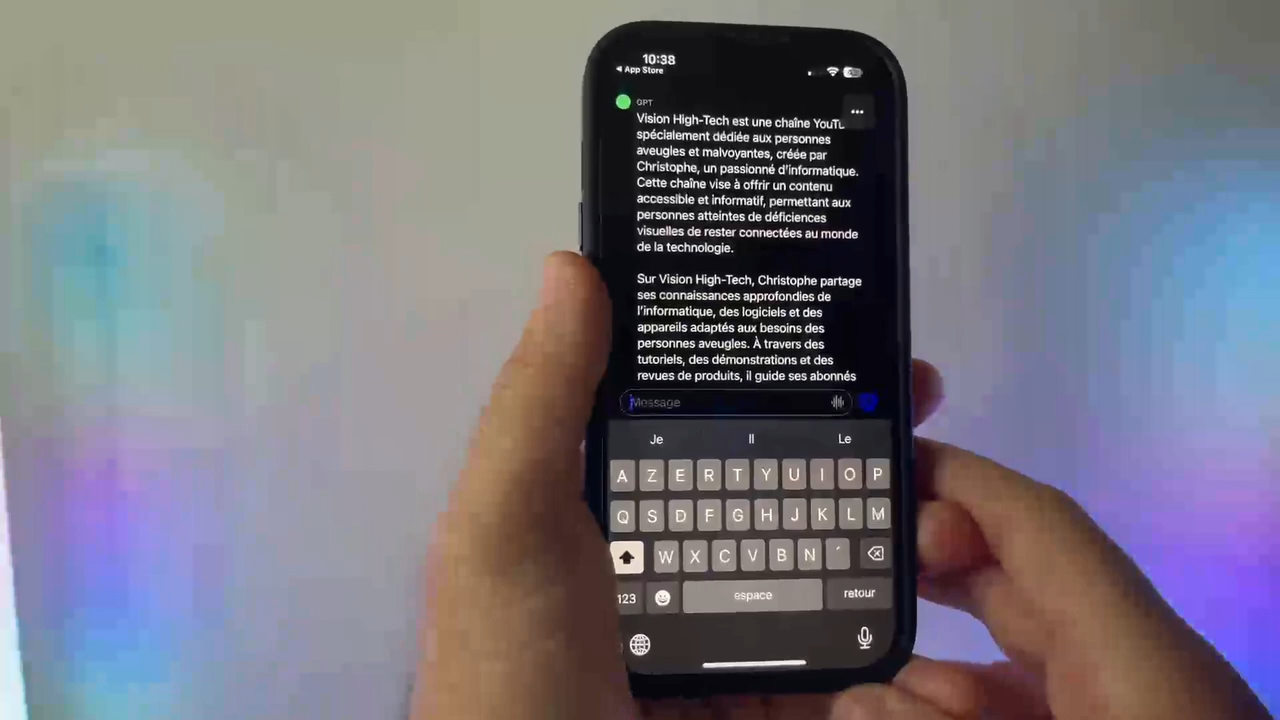 10:38
App Store
GPT
Vision High-Tech est une chaîne YouTu
spécialement dédiée aux personnes
aveugles et malvoyantes, créée par
Christophe, un passionné d'informatique.
Cette chaîne vise à offrir un contenu
accessible et informatif, permettant aux
personnes atteintes de déficiences
visuelles de rester connectées au monde
de la technologie.
Sur Vision High-Tech, Christophe partage
ses connaissances approfondies de
l'informatique, des logiciels et des
appareils adaptés aux besoins des
personnes aveugles. À travers des
tutoriels, des démonstrations et des
revues de produits, il guide ses abonnés
Message
Je Il Le
A Z E R T Y U I O P
Q S D F G H J K L M
W X C V B N ´
123 espace retour